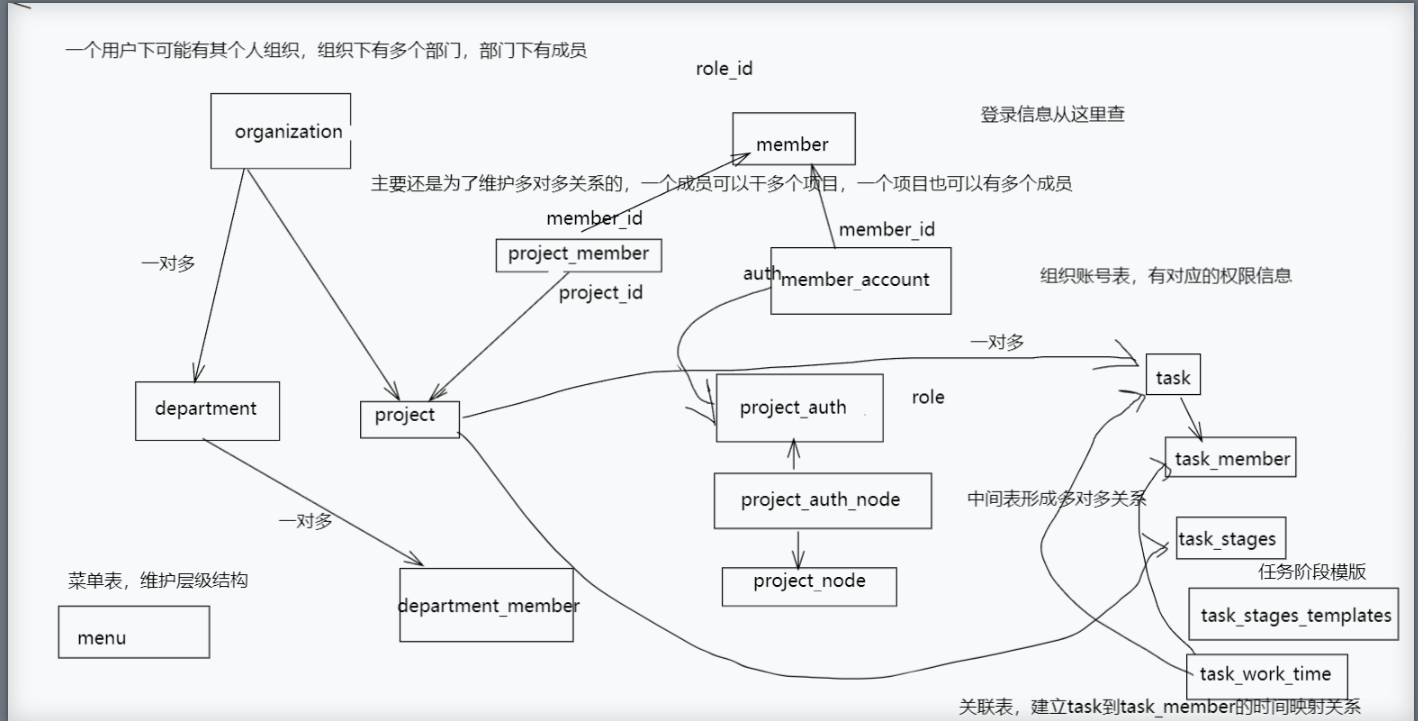 一个用户下可能有其个人组织，组织下有多个部门，部门下有成员
role_id
organization
登录信息从这里查
member
主要还是为了维护多对多关系的，一个成员可以干多个项目，一个项目也可以有多个成员
member_id
member_id
project_member
一对多
auth
member_account
组织账号表，有对应的权限信息
project_id
一对多
task
department
project
project_auth
role
task_member
project_auth_node
中间表形成多对多关系
一对多
task_stages
任务阶段模版
菜单表，维护层级结构
project_node
department_member
task_stages_templates
menu
task_work_time
关联表，建立task到task_member的时间映射关系